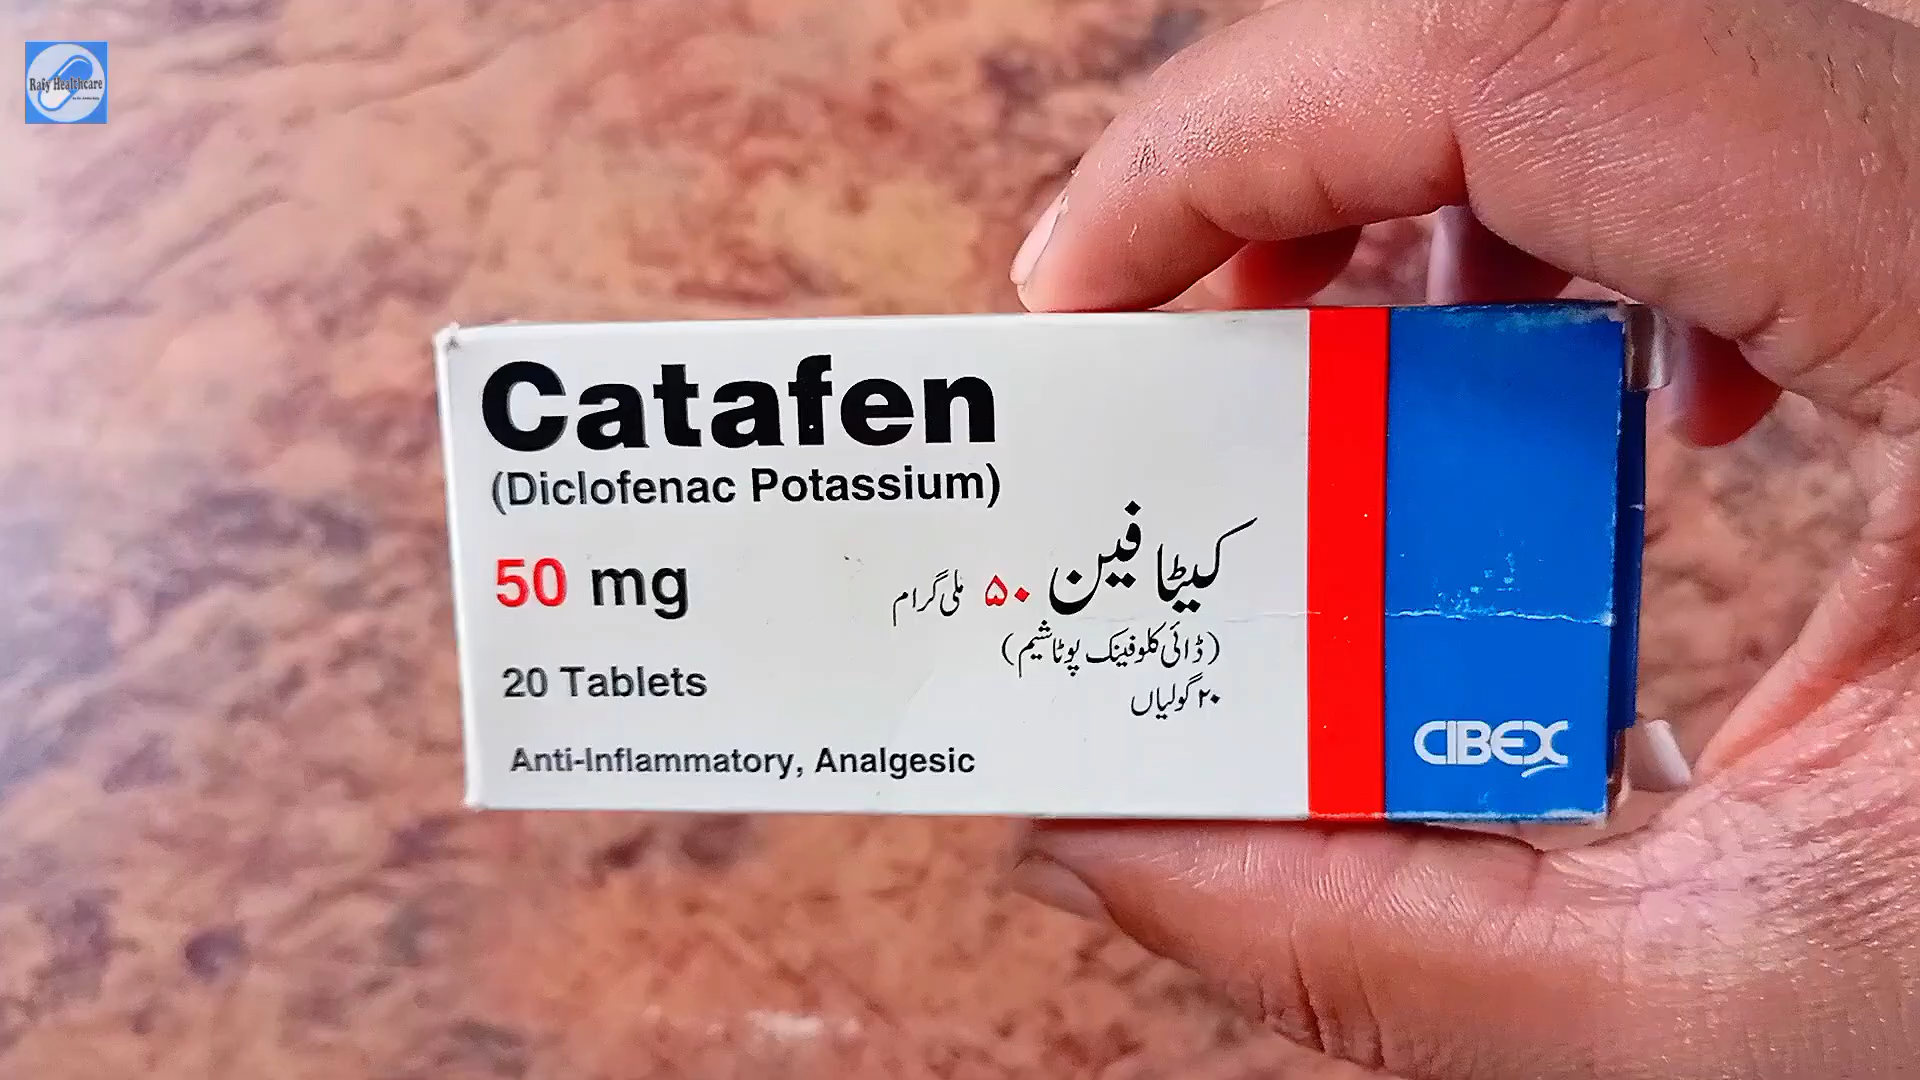 Rafy Healthcare
Catafen
(Diclofenac Potassium)
50 mg
20 Tablets
Anti-Inflammatory, Analgesic
کیٹافین ۵۰ ملی گرام
(ڈائی کلوفینک پوٹاشیم)
۲۰ گولیاں
CIBEX